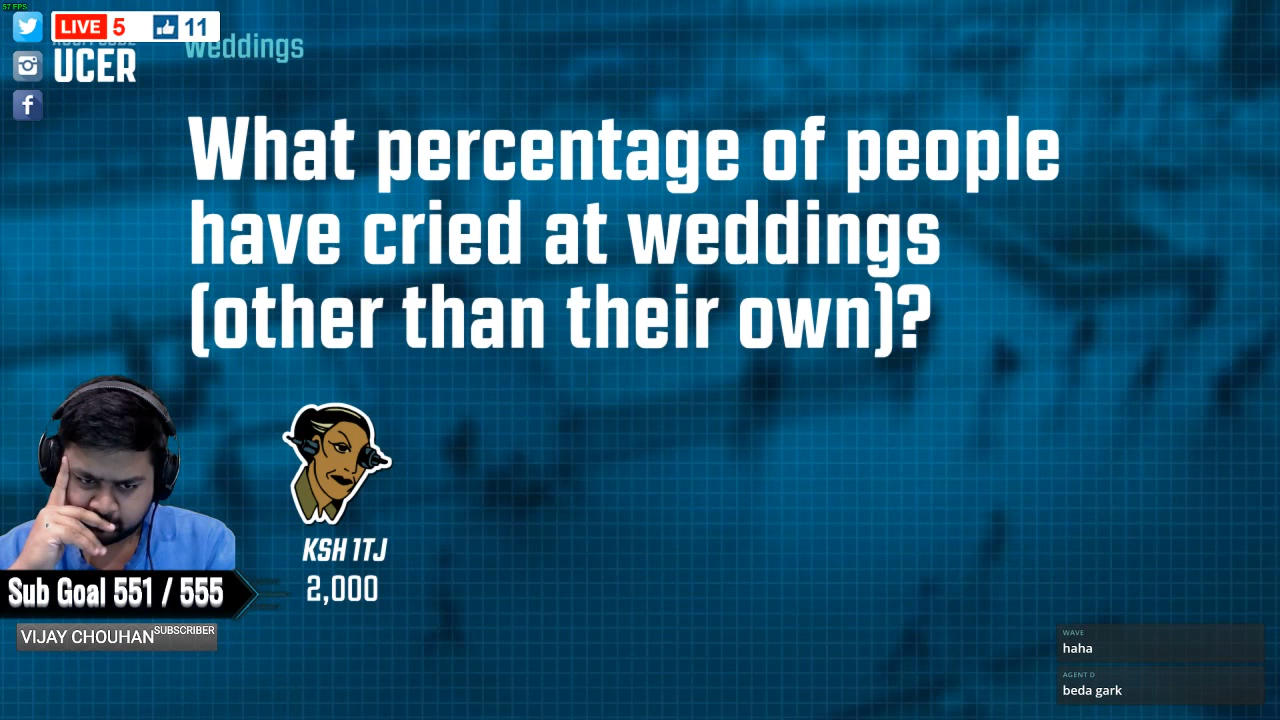 57 FPS
LIVE 5 11
UCER
Weddings
What percentage of people
have cried at weddings
(other than their own)?
KSH 1TJ
2,000
Sub Goal 551 / 555
VIJAY CHOUHAN SUBSCRIBER
WAVE
haha
AGENT D
beda gark